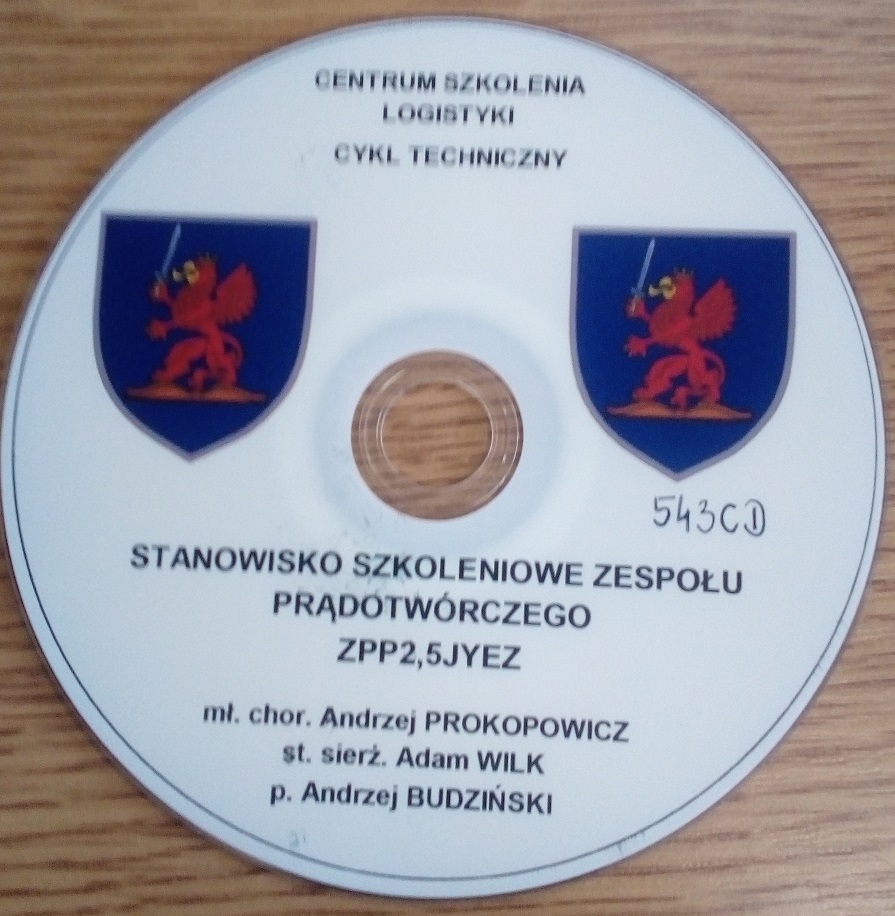 CENTRUM SZKOLENIA
LOGISTYKI
CYKL TECHNICZNY
543CD
STANOWISKO SZKOLENIOWE ZESPOŁU
PRĄDOTWÓRCZEGO
ZPP2,5JYEZ
mł. chor. Andrzej PROKOPOWICZ
st. sierż. Adam WILK
p. Andrzej BUDZIŃSKI